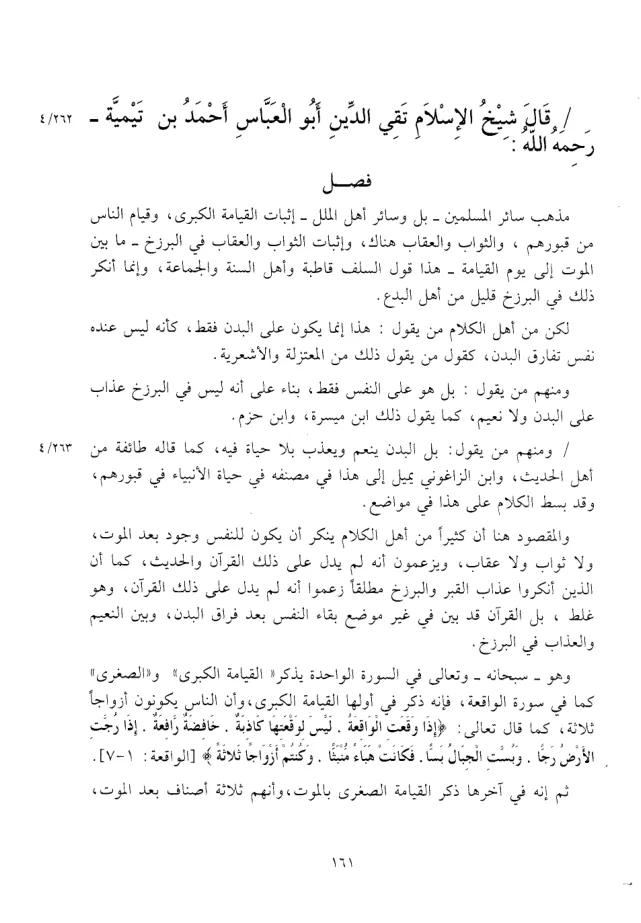 / قَالَ شِيْخُ الإِسْلاَمِ تَقِي الدِّينِ أَبُو الْعَبَّاسِ أَحْمَدُ بن تَيْمِيَّة ـ ٤/٢٦٢
رَحِمَهُ اللَّهُ :
فصـــل
مذهب سائر المسلمين ـ بل وسائر أهل الملل ـ إثبات القيامة الكبرى، وقيام الناس
من قبورهم ، والثواب والعقاب هناك، وإثبات الثواب والعقاب في البرزخ ـ ما بين
الموت إلى يوم القيامة ـ هذا قول السلف قاطبة وأهل السنة والجماعة، وإنما أنكر
ذلك في البرزخ قليل من أهل البدع.
لكن من أهل الكلام من يقول : هذا إنما يكون على البدن فقط، كأنه ليس عنده
نفس تفارق البدن، كقول من يقول ذلك من المعتزلة والأشعرية.
ومنهم من يقول : بل هو على النفس فقط، بناء على أنه ليس في البرزخ عذاب
على البدن ولا نعيم، كما يقول ذلك ابن ميسرة، وابن حزم.
/ ومنهم من يقول: بل البدن ينعم ويعذب بلا حياة فيه، كما قاله طائفة من ٤/٢٦٣
أهل الحديث، وابن الزاغوني يميل إلى هذا في مصنفه في حياة الأنبياء في قبورهم،
وقد بسط الكلام على هذا في مواضع.
والمقصود هنا أن كثيراً من أهل الكلام ينكر أن يكون للنفس وجود بعد الموت،
ولا ثواب ولا عقاب، ويزعمون أنه لم يدل على ذلك القرآن والحديث، كما أن
الذين أنكروا عذاب القبر والبرزخ مطلقاً زعموا أنه لم يدل على ذلك القرآن، وهو
غلط ، بل القرآن قد بين في غير موضع بقاء النفس بعد فراق البدن، وبين النعيم
والعذاب في البرزخ.
وهو ـ سبحانه ـ وتعالى في السورة الواحدة يذكر« القيامة الكبرى» و«الصغرى»
كما في سورة الواقعة، فإنه ذكر في أولها القيامة الكبرى،وأن الناس يكونون أزواجاً
ثلاثة، كما قال تعالى: ﴿إِذَا وَقَعَتِ الْوَاقِعَةُ . لَيْسَ لِوَقْعَتِهَا كَاذِبَةٌ . خَافِضَةٌ رَّافِعَةٌ . إِذَا رُجَّتِ
الأَرْضُ رَجًّا . وَبُسَّتِ الْجِبَالُ بَسًّا . فَكَانَتْ هَبَاءً مُّنْبَثًّا . وَكُنتُمْ أَزْوَاجًا ثَلاثَةً ﴾ [الواقعة: ١-٧].
ثم إنه في آخرها ذكر القيامة الصغرى بالموت،وأنهم ثلاثة أصناف بعد الموت،
١٦١